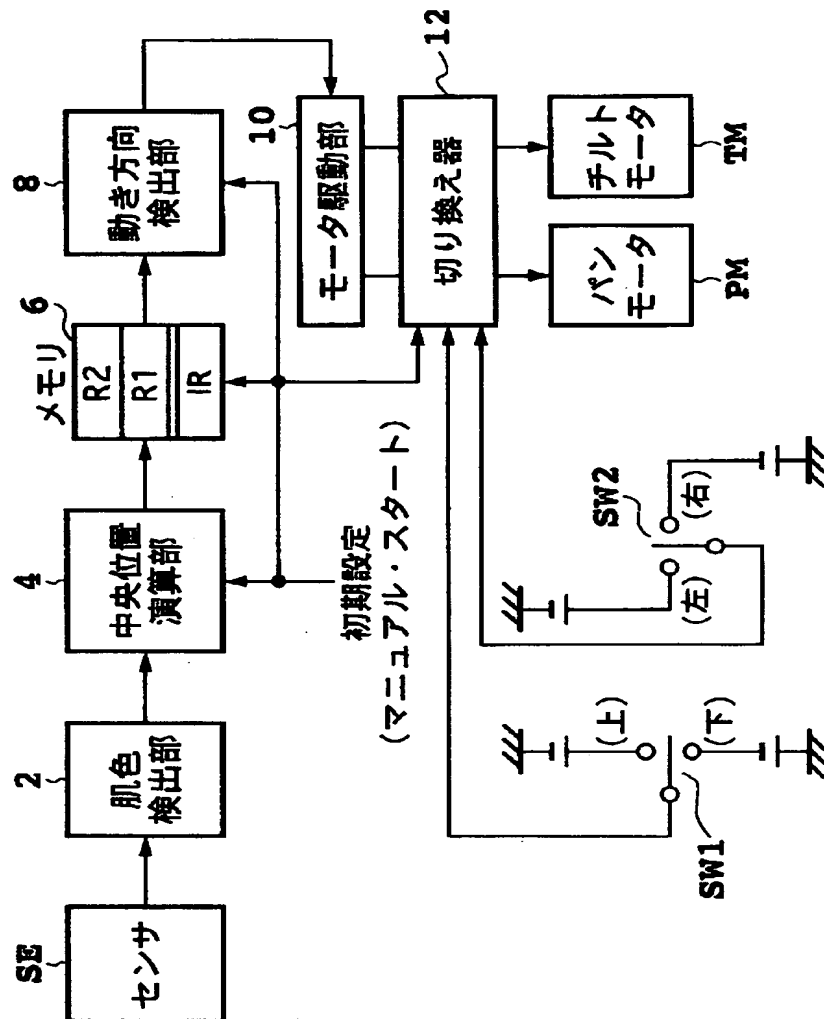 SE
センサ
2
肌色
検出部
4
中央位置
演算部
メモリ
6
R2
R1
IR
8
動き方向
検出部
初期設定
(マニュアル・スタート)
10
モータ駆動部
12
切り換え器
パン
モータ
PM
チルト
モータ
TM
SW1
(上)
(下)
SW2
(左)
(右)